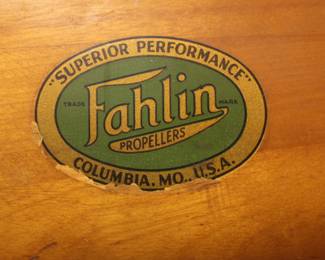 "SUPERIOR PERFORMANCE"
TRADE MARK
Fahlin
PROPELLERS
COLUMBIA. MO., U.S.A.